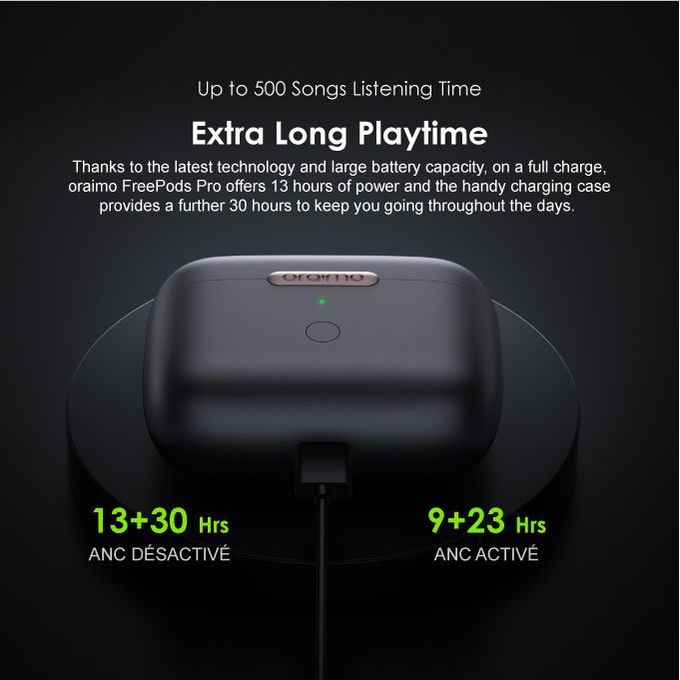 Up to 500 Songs Listening Time
Extra Long Playtime
Thanks to the latest technology and large battery capacity, on a full charge,
oraimo FreePods Pro offers 13 hours of power and the handy charging case
provides a further 30 hours to keep you going throughout the days.
oraimo
13+30 Hrs
ANC DÉSACTIVÉ
9+23 Hrs
ANC ACTIVÉ